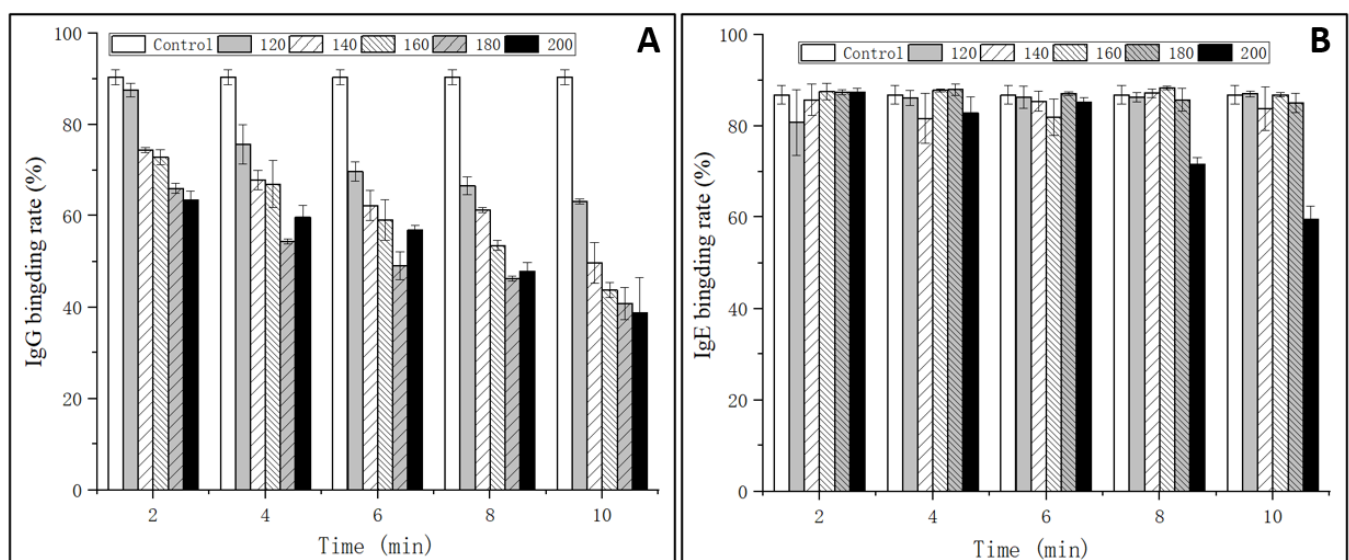 A
Control 120 140 160 180 200
100
80
60
40
20
0
IgG bingding rate (%)
2 4 6 8 10
Time (min)
B
Control 120 140 160 180 200
100
80
60
40
20
0
IgE bingding rate (%)
2 4 6 8 10
Time (min)